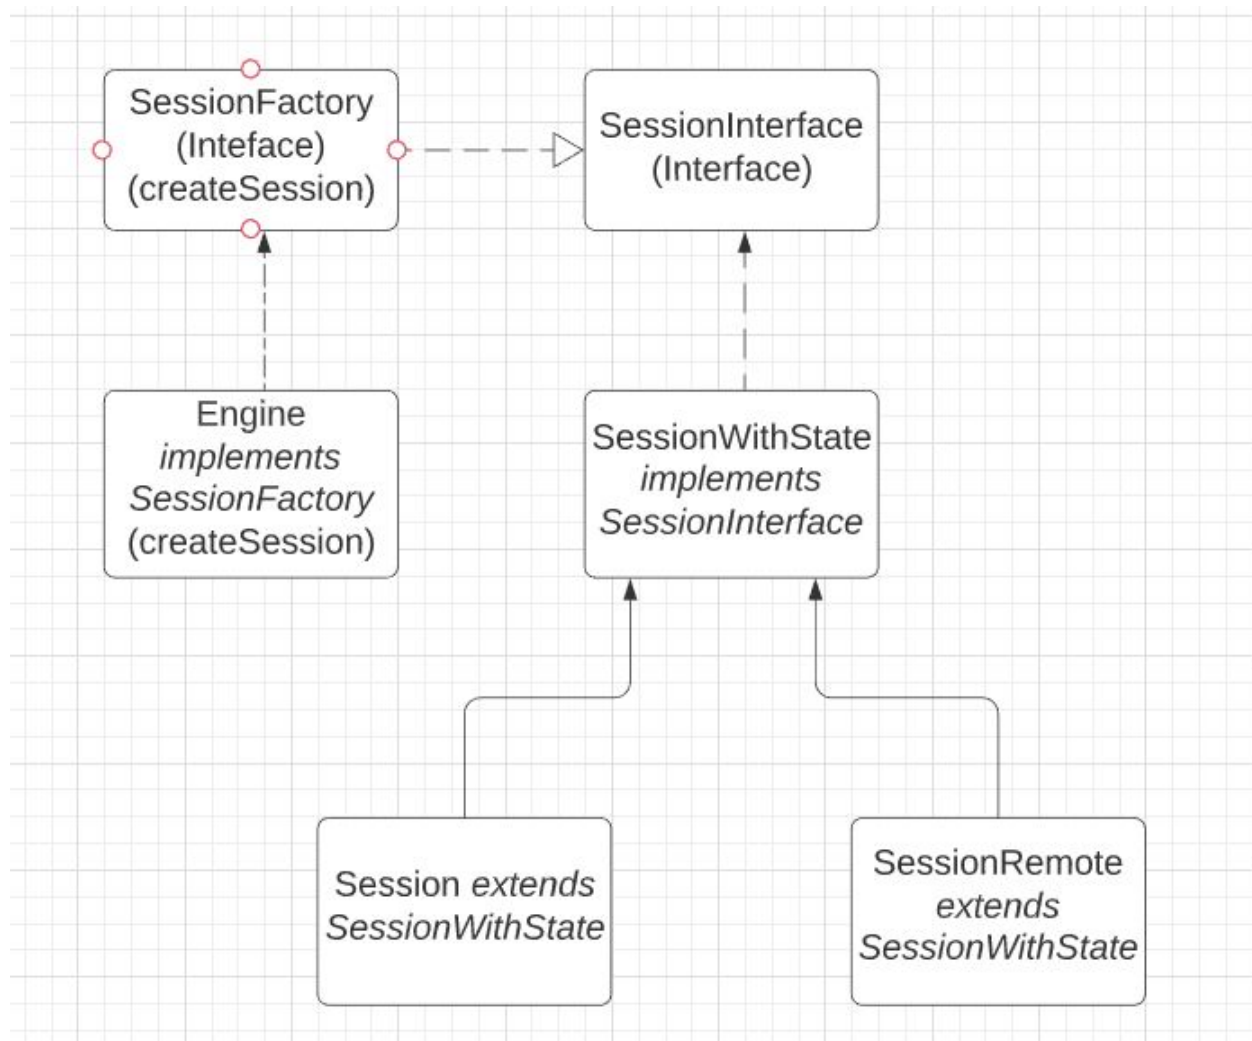 SessionFactory
(Inteface)
(createSession)
SessionInterface
(Interface)
Engine
implements
SessionFactory
(createSession)
SessionWithState
implements
SessionInterface
Session extends
SessionWithState
SessionRemote
extends
SessionWithState